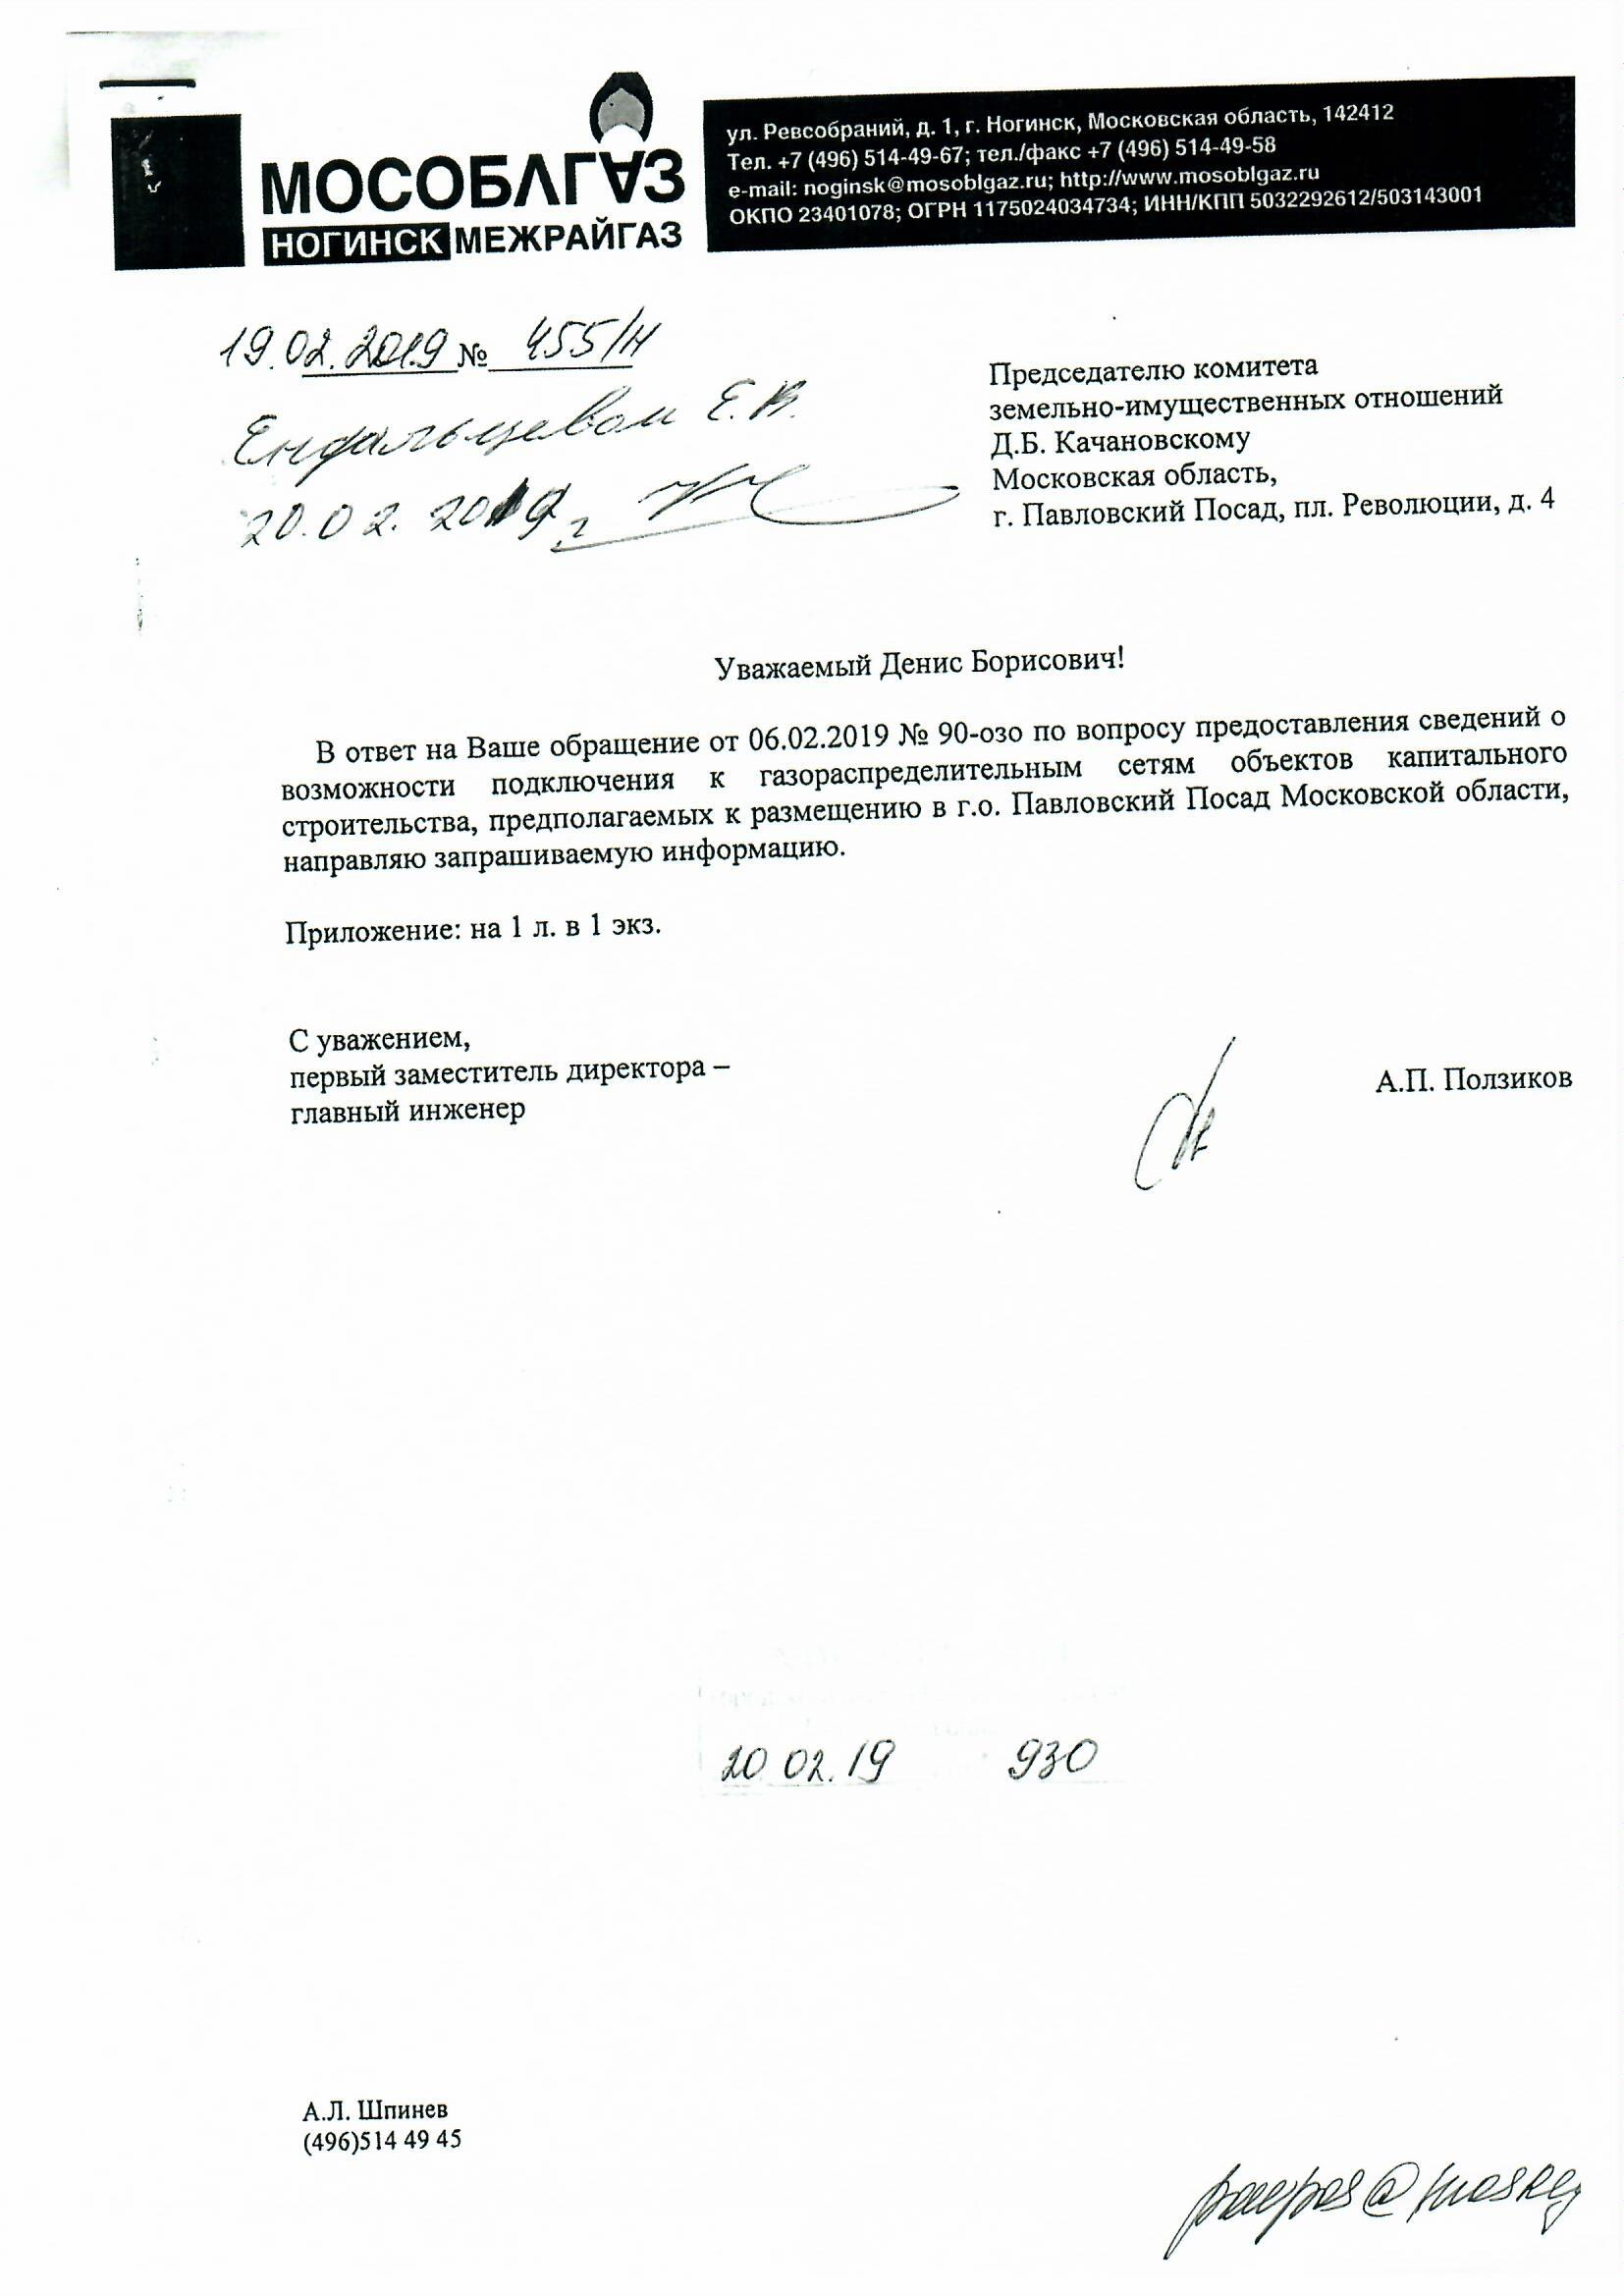 МОСОБЛГАЗ
НОГИНСК МЕЖРАЙГАЗ
ул. Ревсобраний, д. 1, г. Ногинск, Московская область, 142412
Тел. +7 (496) 514-49-67; тел./факс +7 (496) 514-49-58
e-mail: noginsk@mosoblgaz.ru; http://www.mosoblgaz.ru
ОКПО 23401078; ОГРН 1175024034734; ИНН/КПП 5032292612/503143001
19.02.2019 № 455/Н
Е.В.
20.02.2019г.
Председателю комитета
земельно-имущественных отношений
Д.Б. Качановскому
Московская область,
г. Павловский Посад, пл. Революции, д. 4
Уважаемый Денис Борисович!
В ответ на Ваше обращение от 06.02.2019 № 90-озо по вопросу предоставления сведений о
возможности подключения к газораспределительным сетям объектов капитального
строительства, предполагаемых к размещению в г.о. Павловский Посад Московской области,
направляю запрашиваемую информацию.
Приложение: на 1 л. в 1 экз.
С уважением,
первый заместитель директора –
главный инженер
А.П. Ползиков
20 02.19 930
А.Л. Шпинев
(496)514 49 45